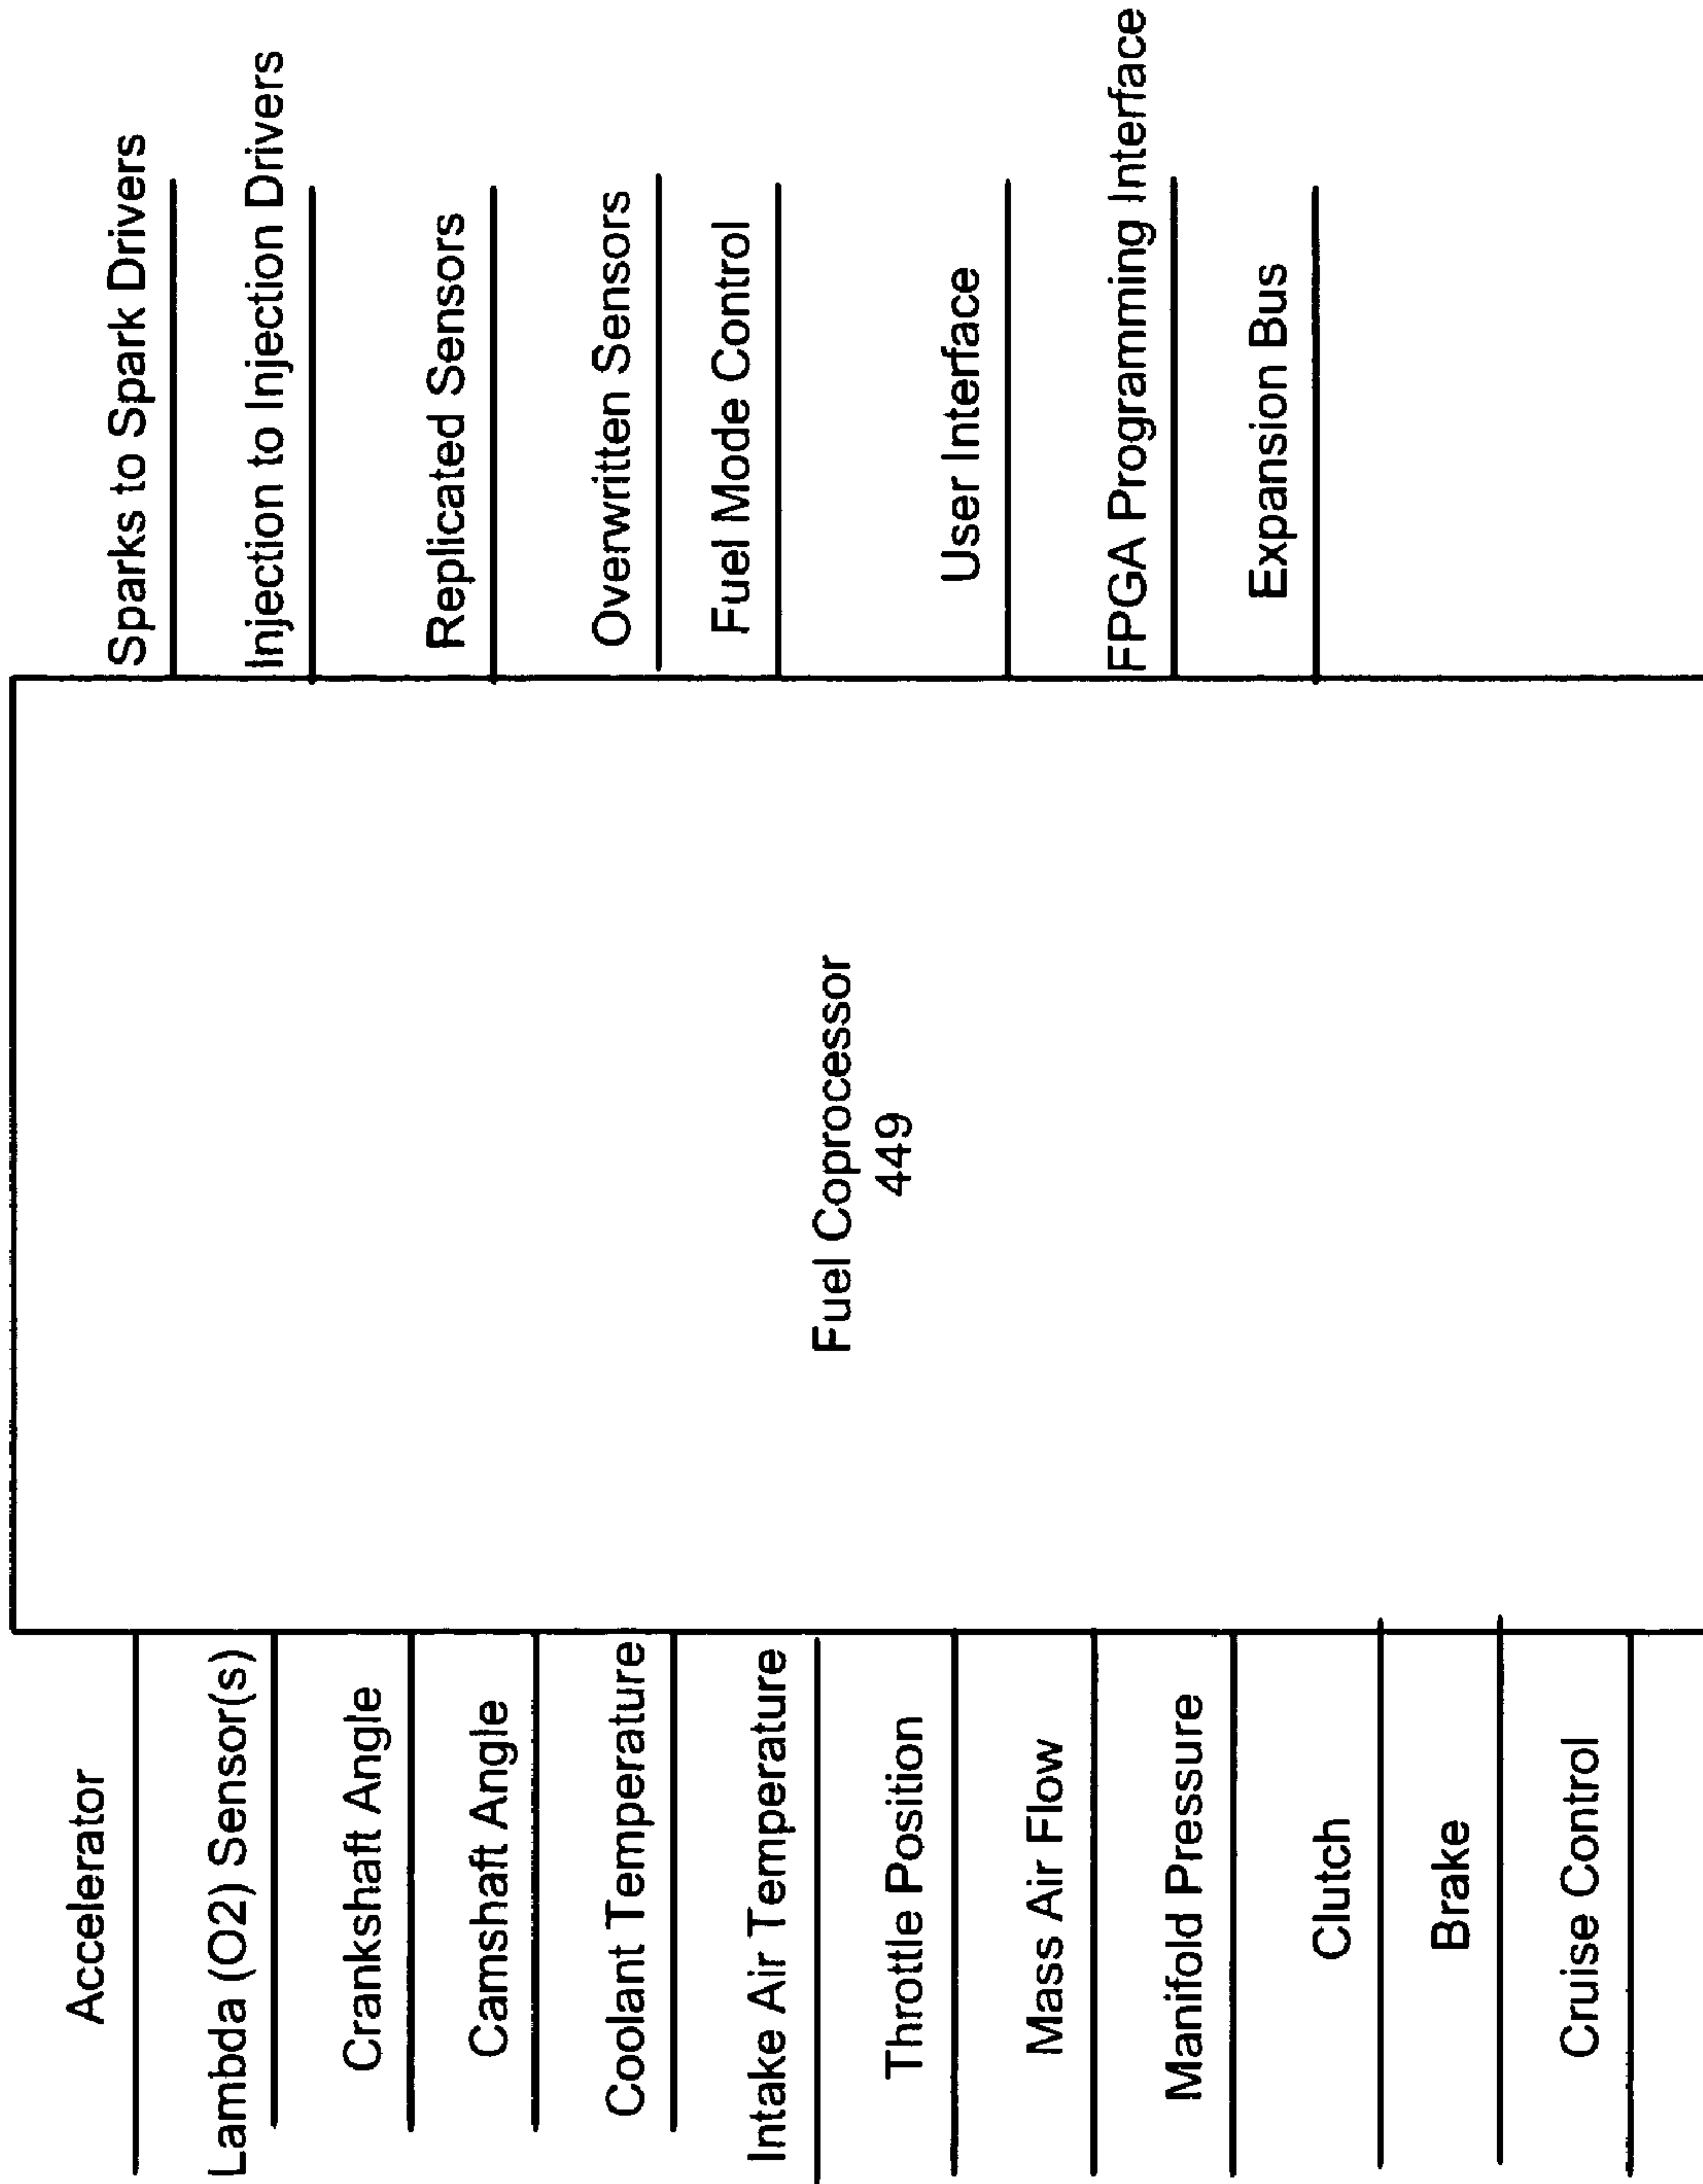 Accelerator
Lambda (O2) Sensor(s)
Crankshaft Angle
Camshaft Angle
Coolant Temperature
Intake Air Temperature
Throttle Position
Mass Air Flow
Manifold Pressure
Clutch
Brake
Cruise Control
Fuel Coprocessor
449
Sparks to Spark Drivers
Injection to Injection Drivers
Replicated Sensors
Overwritten Sensors
Fuel Mode Control
User Interface
FPGA Programming Interface
Expansion Bus